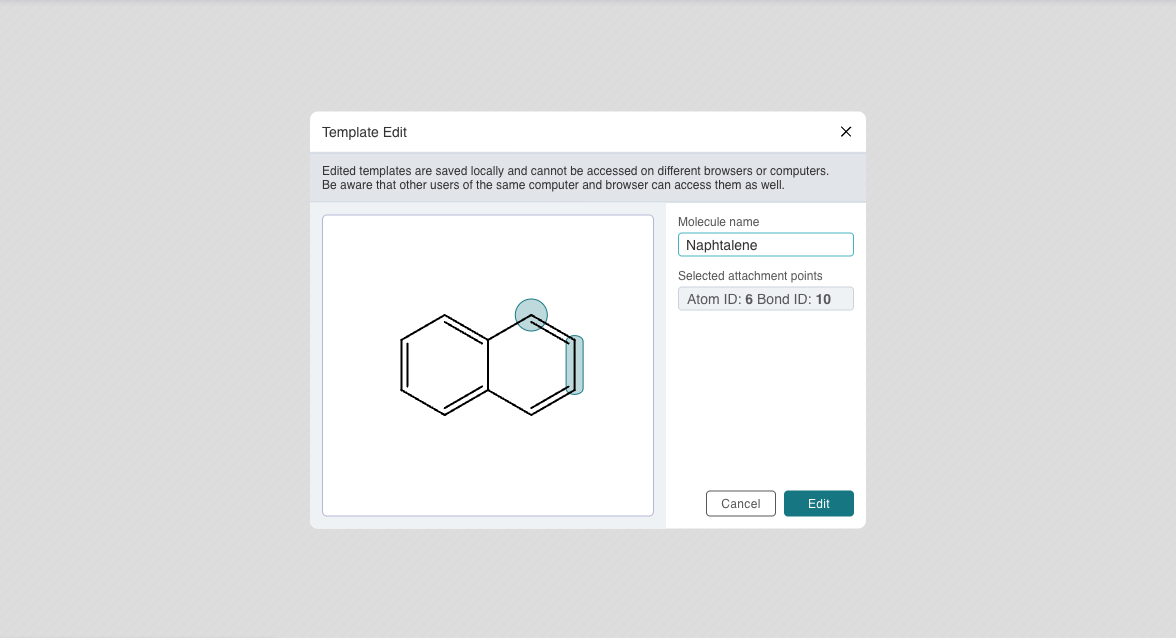 Template Edit
Edited templates are saved locally and cannot be accessed on different browsers or computers.
Be aware that other users of the same computer and browser can access them as well.
Molecule name
Naphtalene
Selected attachment points
Atom ID: 6 Bond ID: 10
Cancel
Edit